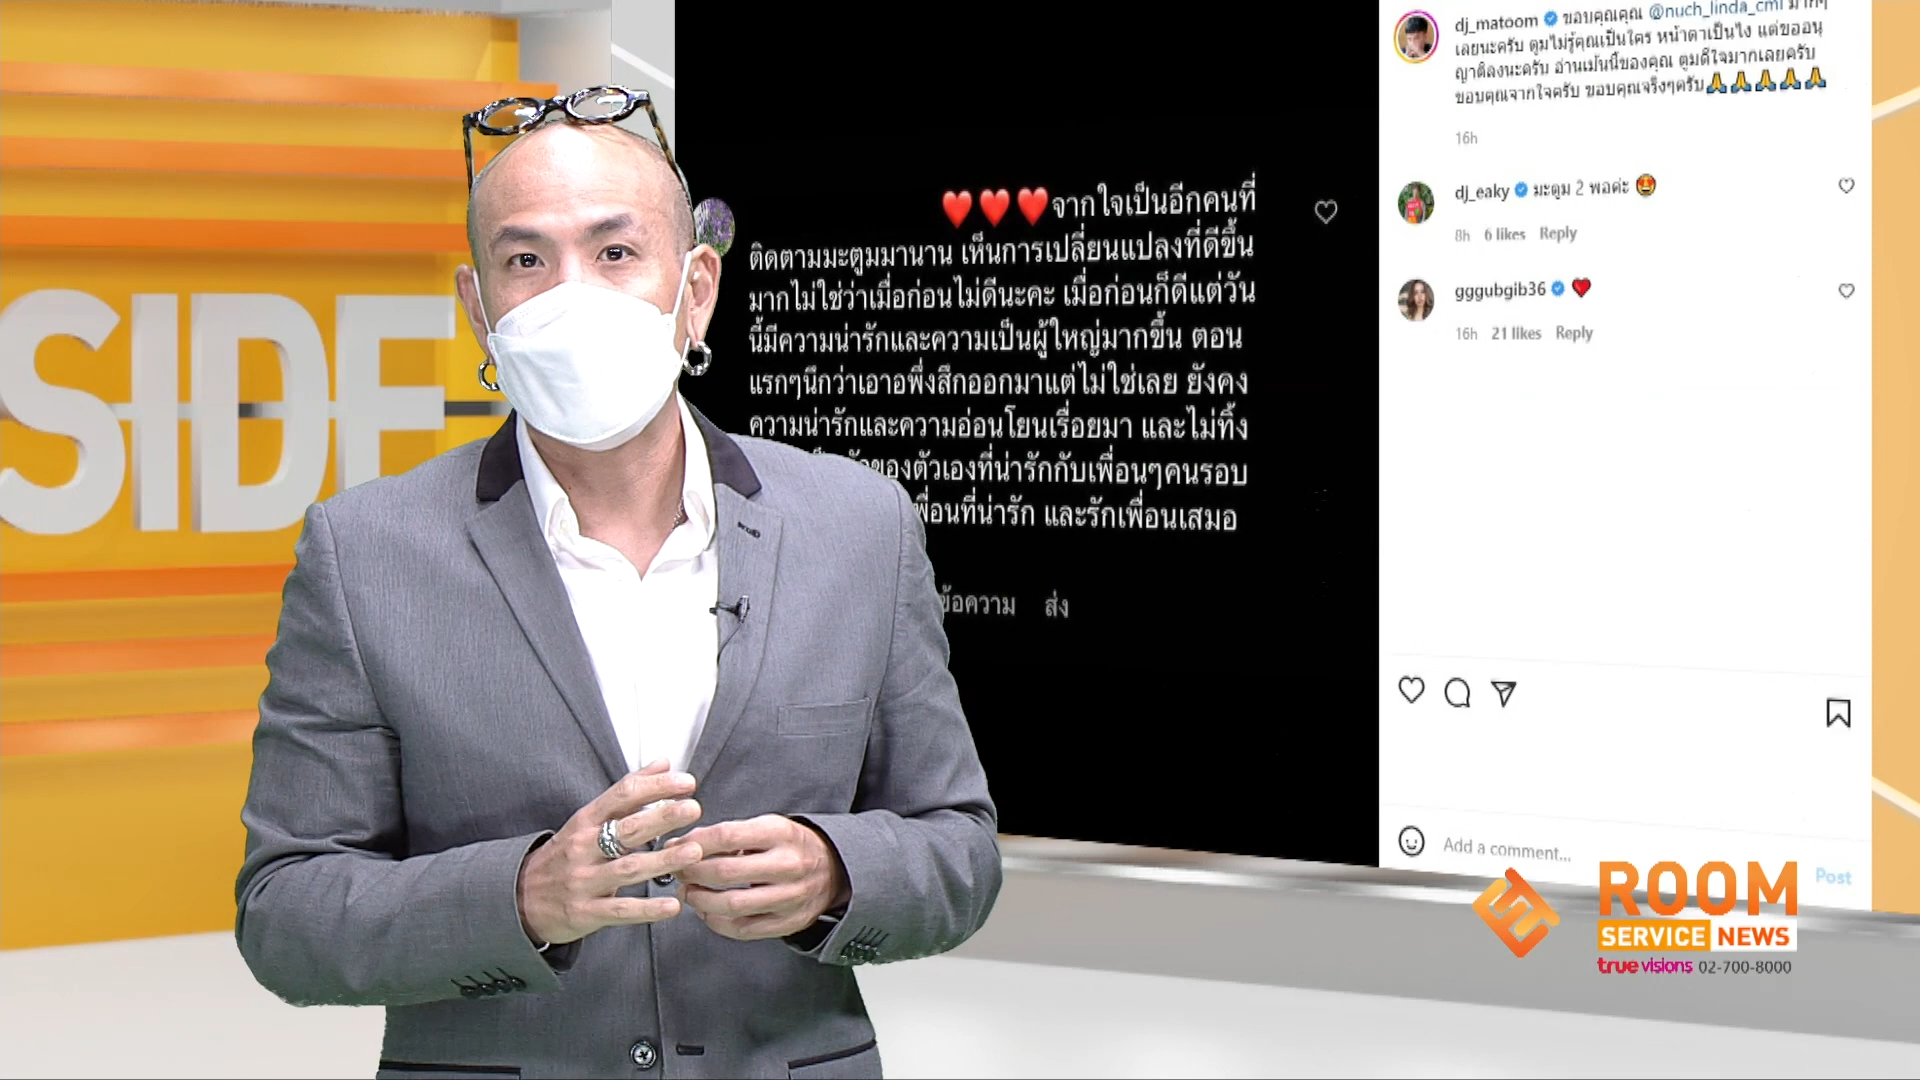 SIDE
❤️❤️❤️จากใจเป็นอีกคนที่
ติดตามมะตูมมานาน เห็นการเปลี่ยนแปลงที่ดีขึ้น
มากไม่ใช่ว่าเมื่อก่อนไม่ดีนะคะ เมื่อก่อนก็ดีแต่วัน
นี้มีความน่ารักและความเป็นผู้ใหญ่มากขึ้น ตอน
แรกๆนึกว่าเอาอพึ่งสึกออกมาแต่ไม่ใช่เลย ยังคง
ความน่ารักและความอ่อนโยนเรื่อยมา และไม่ทิ้ง
ของตัวเองที่น่ารักกับเพื่อนๆคนรอบ
เพื่อนที่น่ารัก และรักเพื่อนเสมอ
ข้อความ ส่ง
dj_matoom ขอบคุณคุณ @nuch_linda_cmi มากๆ
เลยนะครับ ตูมไม่รู้คุณเป็นใคร หน้าตาเป็นไง แต่ขออนุ
ญาติลงนะครับ อ่านเม้นนี้ของคุณ ตูมดีใจมากเลยครับ
ขอบคุณจากใจครับ ขอบคุณจริงๆครับ🙏🙏🙏🙏🙏
16h
dj_eaky มะตูม 2 พอค่ะ 😍
8h 6 likes Reply
gggubgib36 ❤️
16h 21 likes Reply
Add a comment...
Post
ROOM
SERVICE NEWS
truevisions 02-700-8000